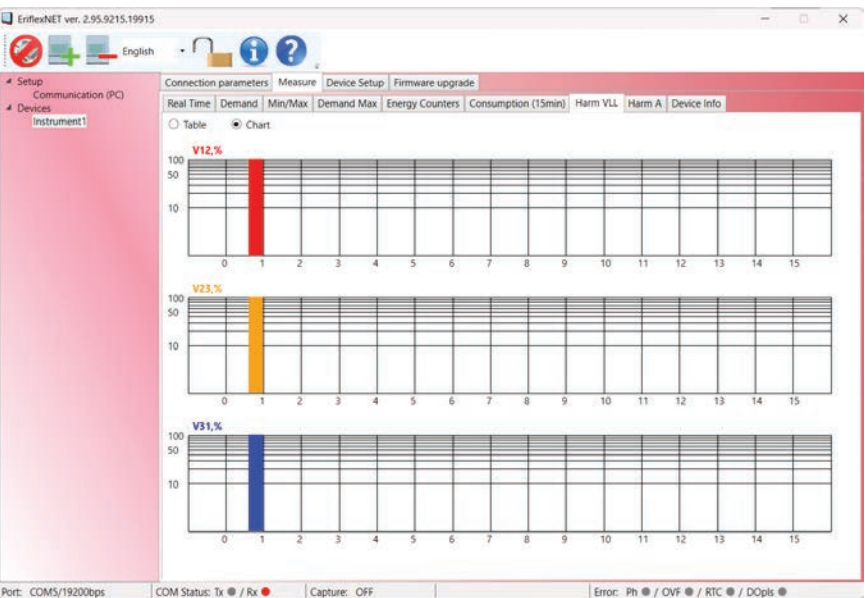 EriflexNET ver. 2.95.9215.19915
English
Setup
Communication (PC)
Devices
Instrument1
Connection parameters Measure Device Setup Firmware upgrade
Real Time Demand Min/Max Demand Max Energy Counters Consumption (15min) Harm VLL Harm A Device Info
Table Chart
V12,%
100
50
10
0 1 2 3 4 5 6 7 8 9 10 11 12 13 14 15
V23,%
100
50
10
0 1 2 3 4 5 6 7 8 9 10 11 12 13 14 15
V31,%
100
50
10
0 1 2 3 4 5 6 7 8 9 10 11 12 13 14 15
Port: COM5/19200bps COM Status: Tx / Rx Capture: OFF Error: Ph / OVF / RTC / DOpls